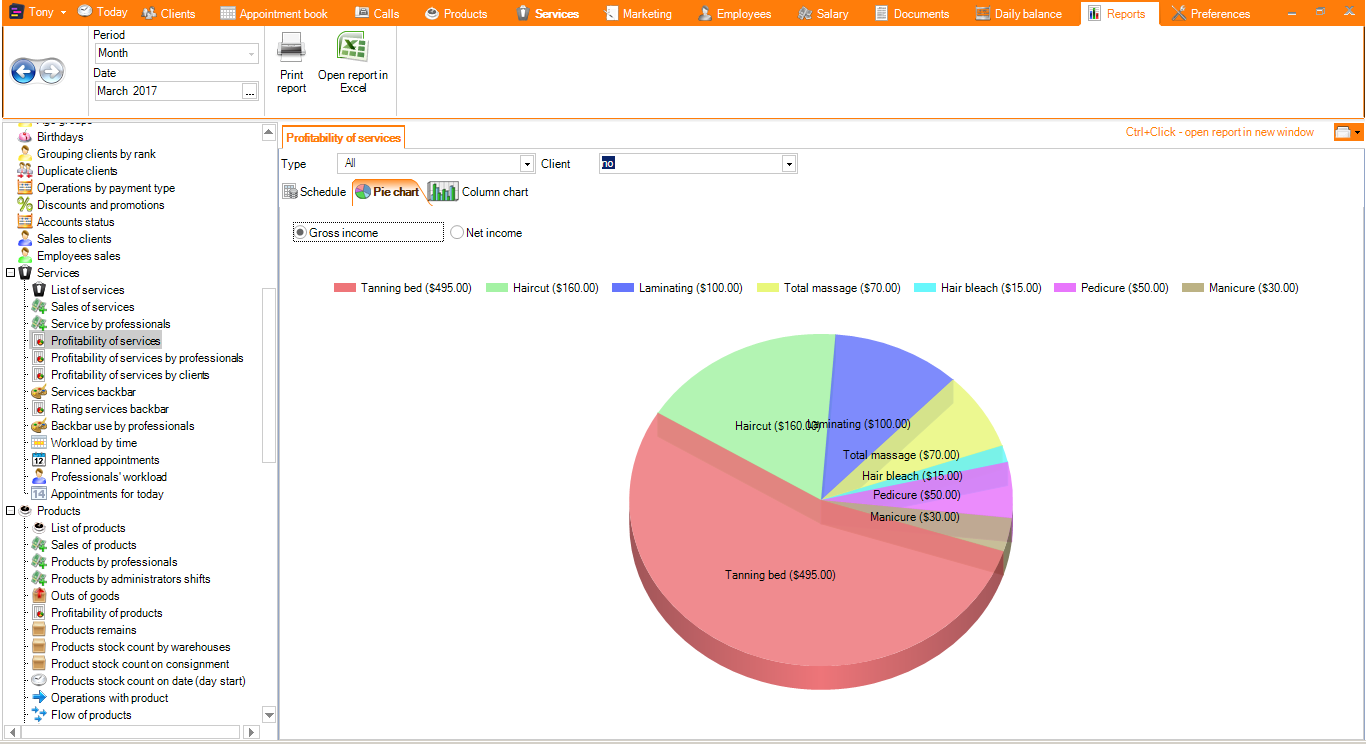 Tony
Today
Clients
Appointment book
Calls
Products
Services
Marketing
Employees
Salary
Documents
Daily balance
Reports
Preferences
Period
Month
Date
March 2017
...
Print
report
Open report in
Excel
Birthdays
Grouping clients by rank
Duplicate clients
Operations by payment type
Discounts and promotions
Accounts status
Sales to clients
Employees sales
Services
List of services
Sales of services
Service by professionals
Profitability of services
Profitability of services by professionals
Profitability of services by clients
Services backbar
Rating services backbar
Backbar use by professionals
Workload by time
12 Planned appointments
Professionals' workload
14 Appointments for today
Products
List of products
Sales of products
Products by professionals
Products by administrators shifts
Outs of goods
Profitability of products
Products remains
Products stock count by warehouses
Product stock count on consignment
Products stock count on date (day start)
Operations with product
Flow of products
Profitability of services
Ctrl+Click - open report in new window
Type
All
Client
no
Schedule
Pie chart
Column chart
Gross income
Net income
Tanning bed ($495.00)
Haircut ($160.00)
Laminating ($100.00)
Total massage ($70.00)
Hair bleach ($15.00)
Pedicure ($50.00)
Manicure ($30.00)
Haircut ($160.00)
Laminating ($100.00)
Total massage ($70.00)
Hair bleach ($15.00)
Pedicure ($50.00)
Manicure ($30.00)
Tanning bed ($495.00)